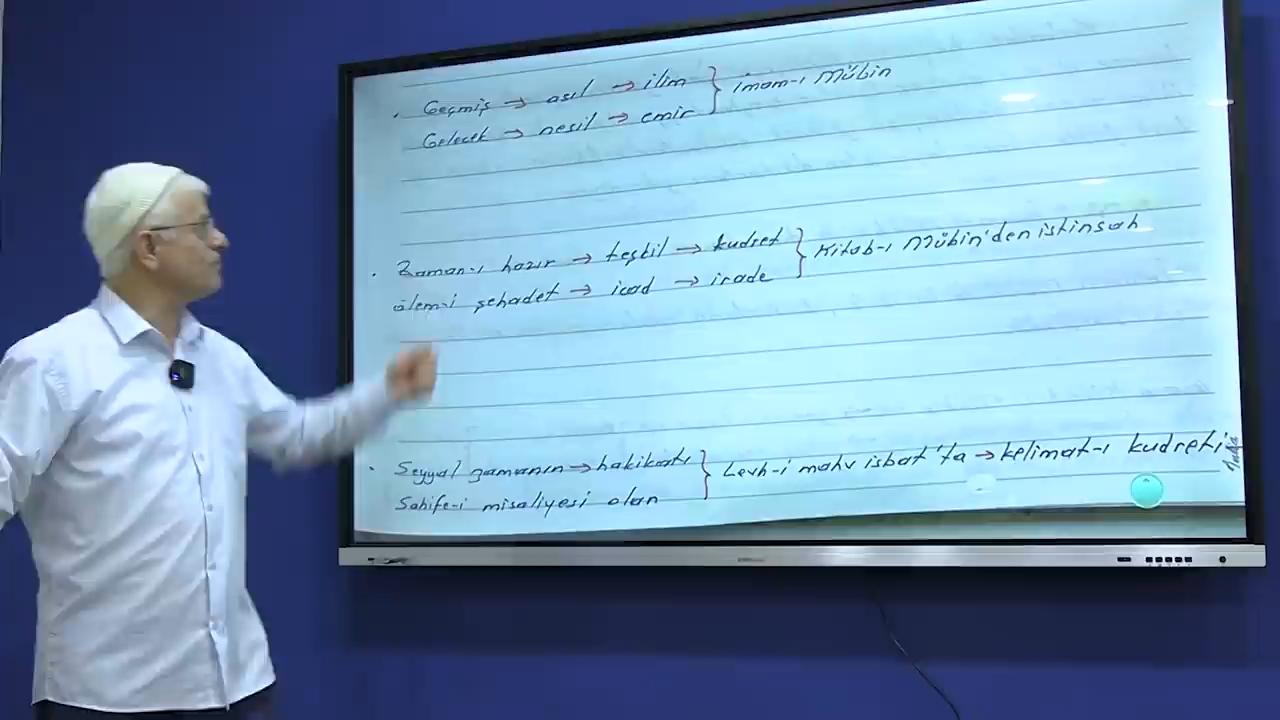 . Geçmiş → asıl → ilim } imam-ı Mübin
Gelecek → nesil → emir
. Zaman-ı hazır → teşkil → kudret } Kitab-ı Mübin'den istinsah
âlem-i şehadet → icad → irade
. Seyyal zamanın → hakikatı } Levh-i mahv isbat'ta → kelimat-ı kudreti
Sahife-i misaliyesi olan